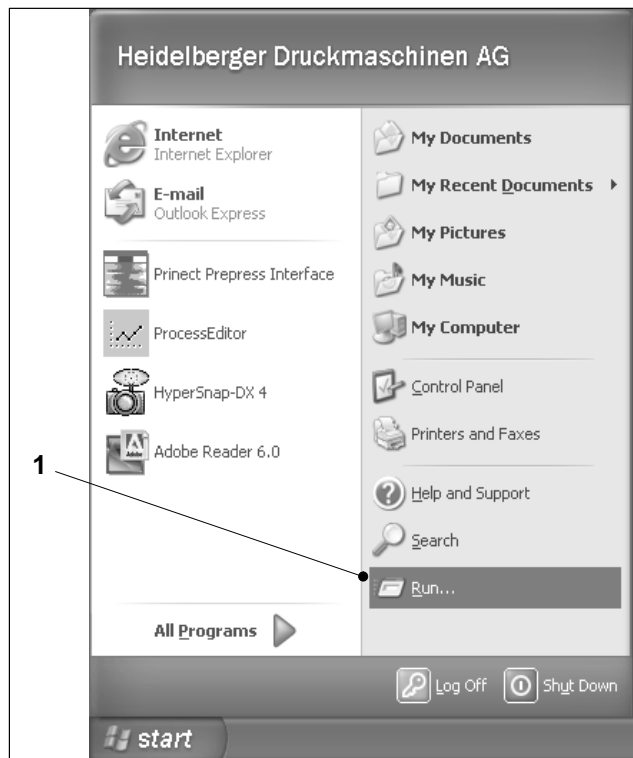 Heidelberger Druckmaschinen AG
Internet
Internet Explorer
E-mail
Outlook Express
Prinect Prepress Interface
ProcessEditor
HyperSnap-DX 4
Adobe Reader 6.0
All Programs
My Documents
My Recent Documents
My Pictures
My Music
My Computer
Control Panel
Printers and Faxes
Help and Support
Search
Run...
1
Log Off
Shut Down
start